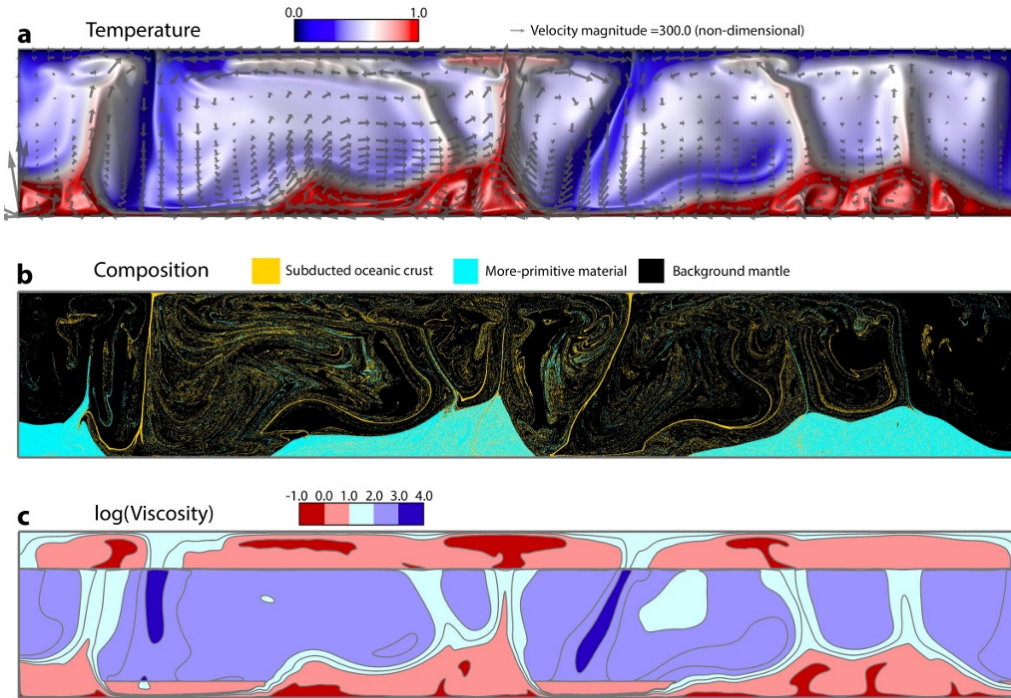 0.0 1.0
a Temperature Velocity magnitude =300.0 (non-dimensional)
b Composition Subducted oceanic crust More-primitive material Background mantle
-1.0 0.0 1.0 2.0 3.0 4.0
c log(Viscosity)